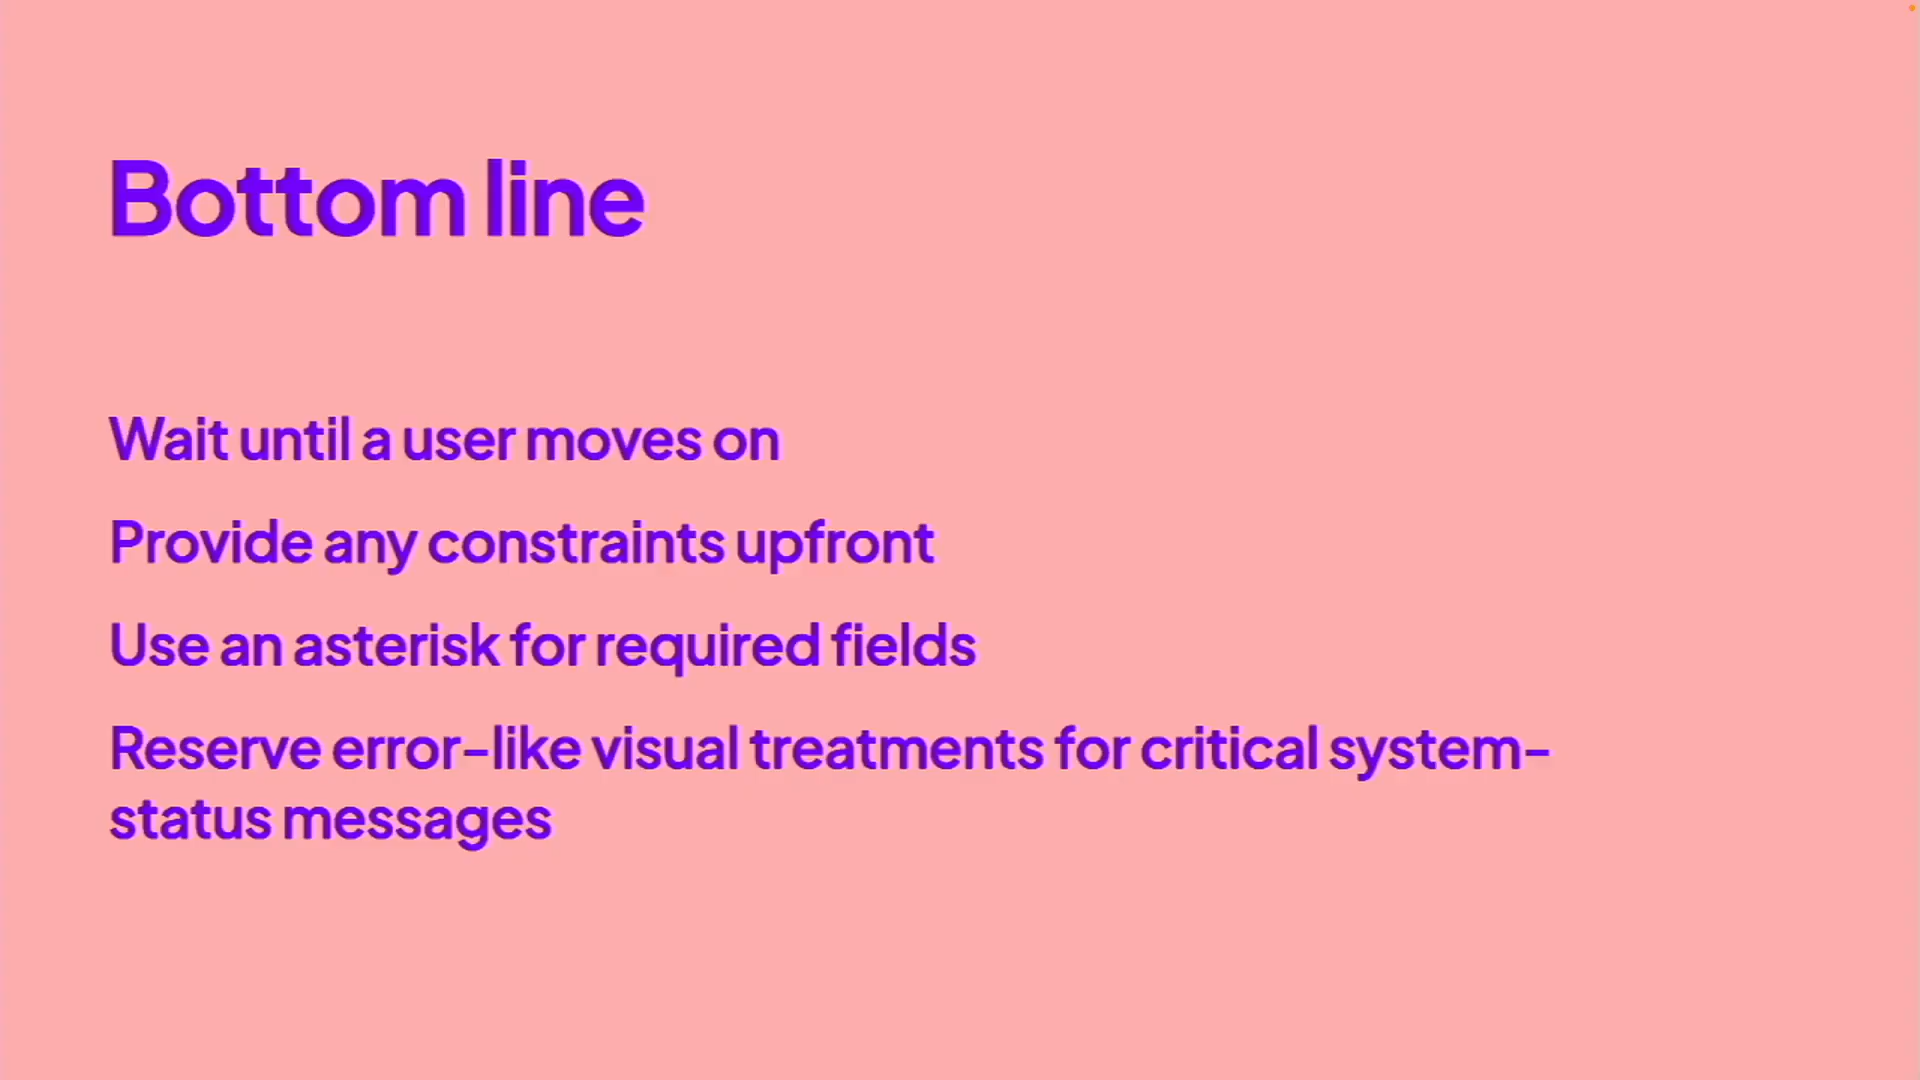 Bottom line
Wait until a user moves on
Provide any constraints upfront
Use an asterisk for required fields
Reserve error-like visual treatments for critical system-
status messages